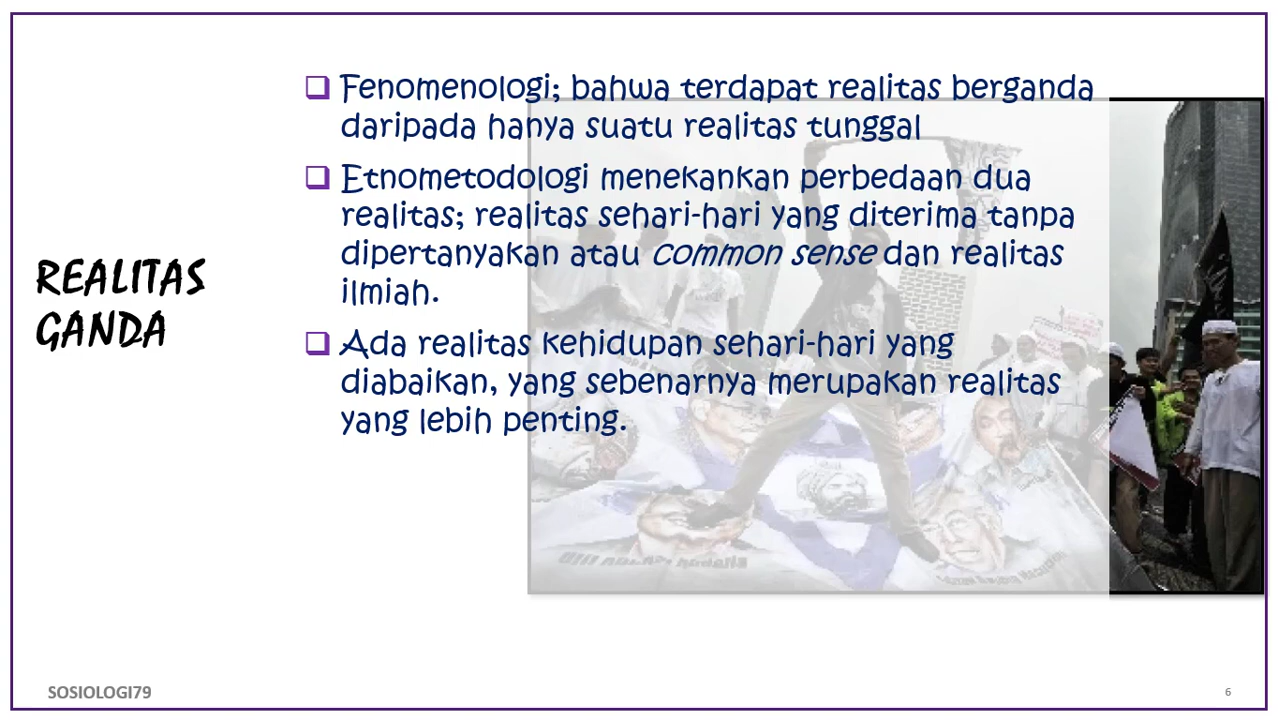 REALITAS
GANDA
Fenomenologi; bahwa terdapat realitas berganda
daripada hanya suatu realitas tunggal
Etnometodologi menekankan perbedaan dua
realitas; realitas sehari-hari yang diterima tanpa
dipertanyakan atau common sense dan realitas
ilmiah.
Ada realitas kehidupan sehari-hari yang
diabaikan, yang sebenarnya merupakan realitas
yang lebih penting.
SOSIOLOGI79
6